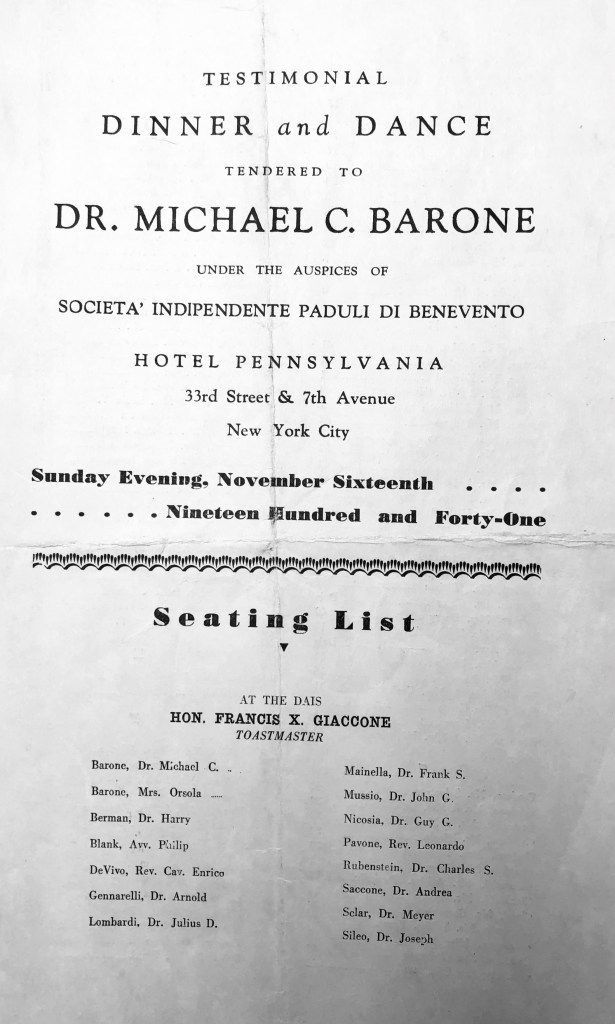 TESTIMONIAL
DINNER and DANCE
TENDERED TO
DR. MICHAEL C. BARONE
UNDER THE AUSPICES OF
SOCIETA' INDIPENDENTE PADULI DI BENEVENTO
HOTEL PENNSYLVANIA
33rd Street & 7th Avenue
New York City
Sunday Evening, November Sixteenth . . . .
. . . . . . Nineteen Hundred and Forty-One
Seating List
AT THE DAIS
HON. FRANCIS X. GIACCONE
TOASTMASTER
Barone, Dr. Michael C. ..
Barone, Mrs. Orsola .....
Berman, Dr. Harry
Blank, Avv. Philip
DeVivo, Rev. Cav. Enrico
Gennarelli, Dr. Arnold
Lombardi, Dr. Julius D.
Mainella, Dr. Frank S.
Mussio, Dr. John G.
Nicosia, Dr. Guy G.
Pavone, Rev. Leonardo
Rubenstein, Dr. Charles S.
Saccone, Dr. Andrea
Sclar, Dr. Meyer
Sileo, Dr. Joseph